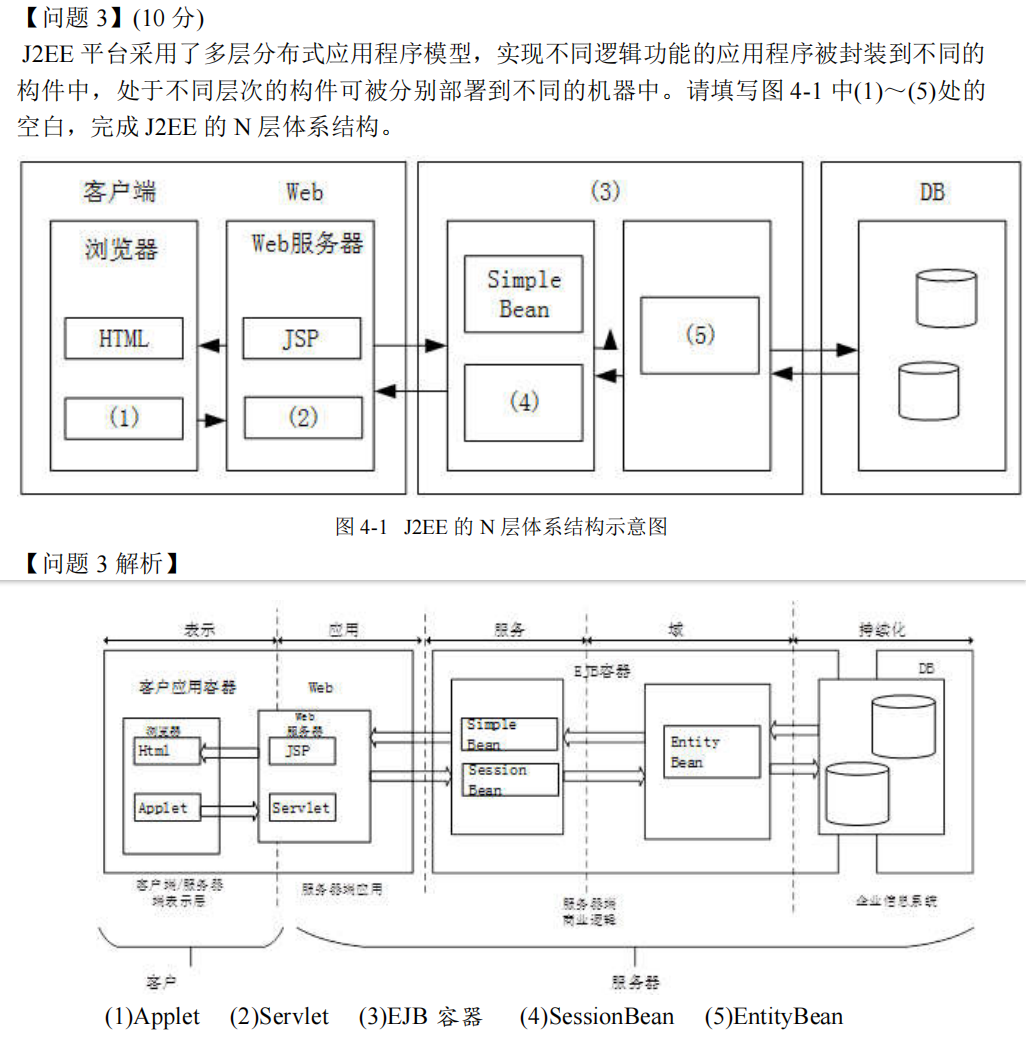 【问题 3】(10 分)
J2EE 平台采用了多层分布式应用程序模型，实现不同逻辑功能的应用程序被封装到不同的
构件中，处于不同层次的构件可被分别部署到不同的机器中。请填写图 4-1 中(1)～(5)处的
空白，完成 J2EE 的 N 层体系结构。
客户端
Web
(3)
DB
浏览器
Web服务器
Simple
Bean
HTML
JSP
(5)
(1)
(2)
(4)
图 4-1 J2EE 的 N 层体系结构示意图
【问题 3 解析】
表示
应用
服务
域
持续化
客户应用容器
Web
EJB容器
DB
浏览器
Web
服务器
Html
JSP
Simple
Bean
Entity
Bean
Session
Bean
Applet
Servlet
客户端/服务器
端表示层
服务器端应用
服务器端
商业逻辑
企业信息系统
客户
服务器
(1)Applet (2)Servlet (3)EJB 容器 (4)SessionBean (5)EntityBean